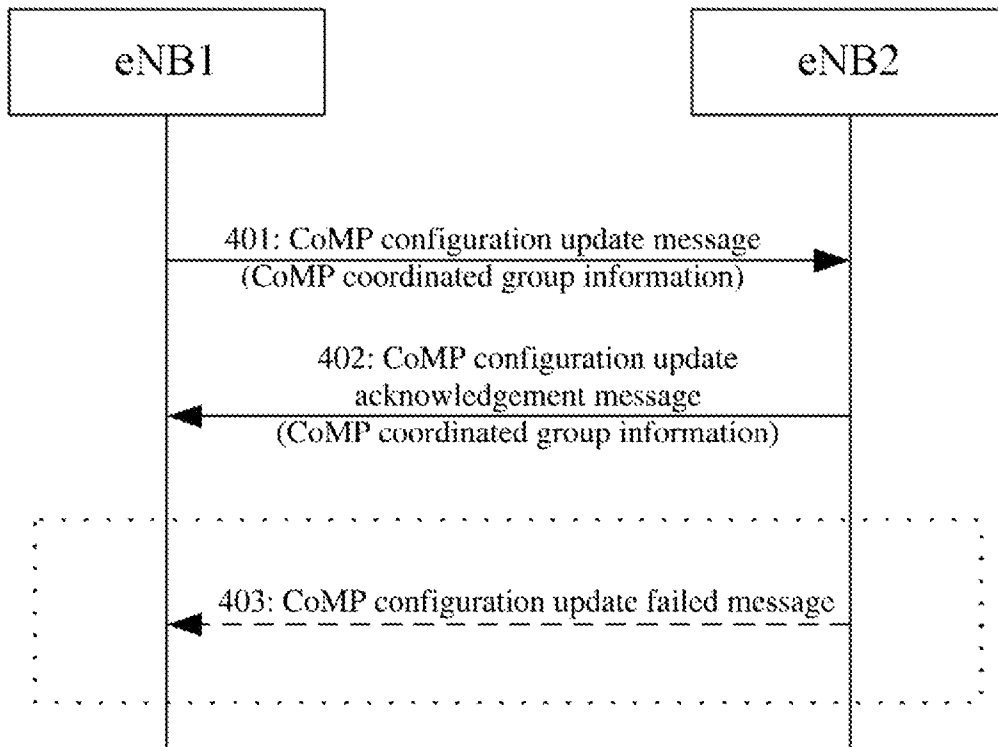 eNB1
eNB2
401: CoMP configuration update message
(CoMP coordinated group information)
402: CoMP configuration update
acknowledgement message
(CoMP coordinated group information)
403: CoMP configuration update failed message